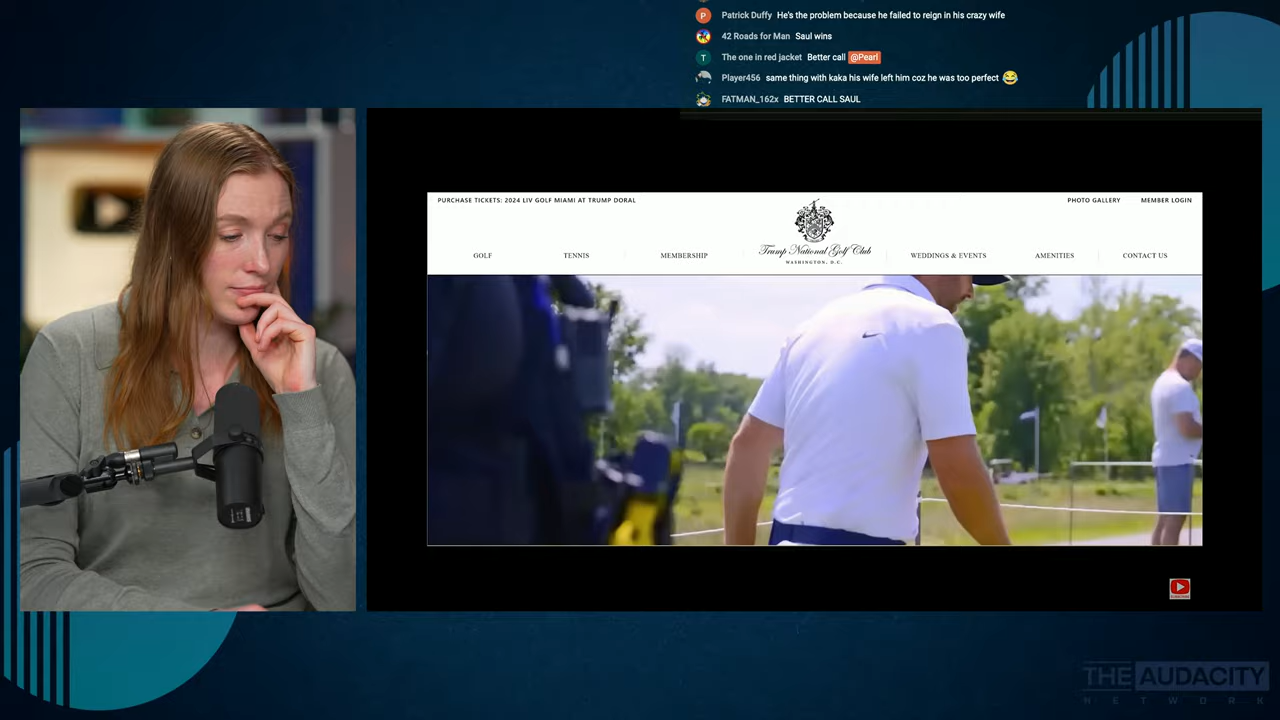 Patrick Duffy He's the problem because he failed to reign in his crazy wife
42 Roads for Man Saul wins
T The one in red jacket Better call @Pearl
Player456 same thing with kaka his wife left him coz he was too perfect 😂
FATMAN_162x BETTER CALL SAUL
PURCHASE TICKETS: 2024 LIV GOLF MIAMI AT TRUMP DORAL
PHOTO GALLERY MEMBER LOGIN
GOLF TENNIS MEMBERSHIP Trump National Golf Club WEDDINGS & EVENTS AMENITIES CONTACT US
WASHINGTON, D.C.
THE AUDACITY
NETWORK